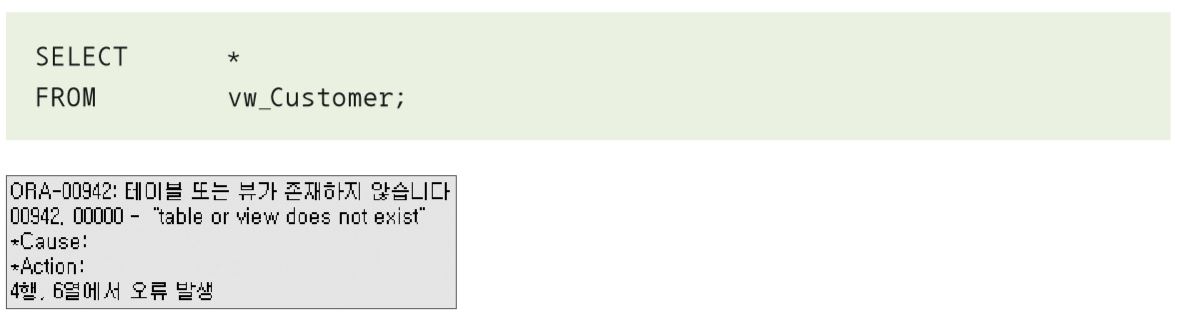 SELECT *
FROM vw_Customer;
ORA-00942: 테이블 또는 뷰가 존재하지 않습니다
00942, 00000 - "table or view does not exist"
*Cause:
*Action:
4행, 6열에서 오류 발생